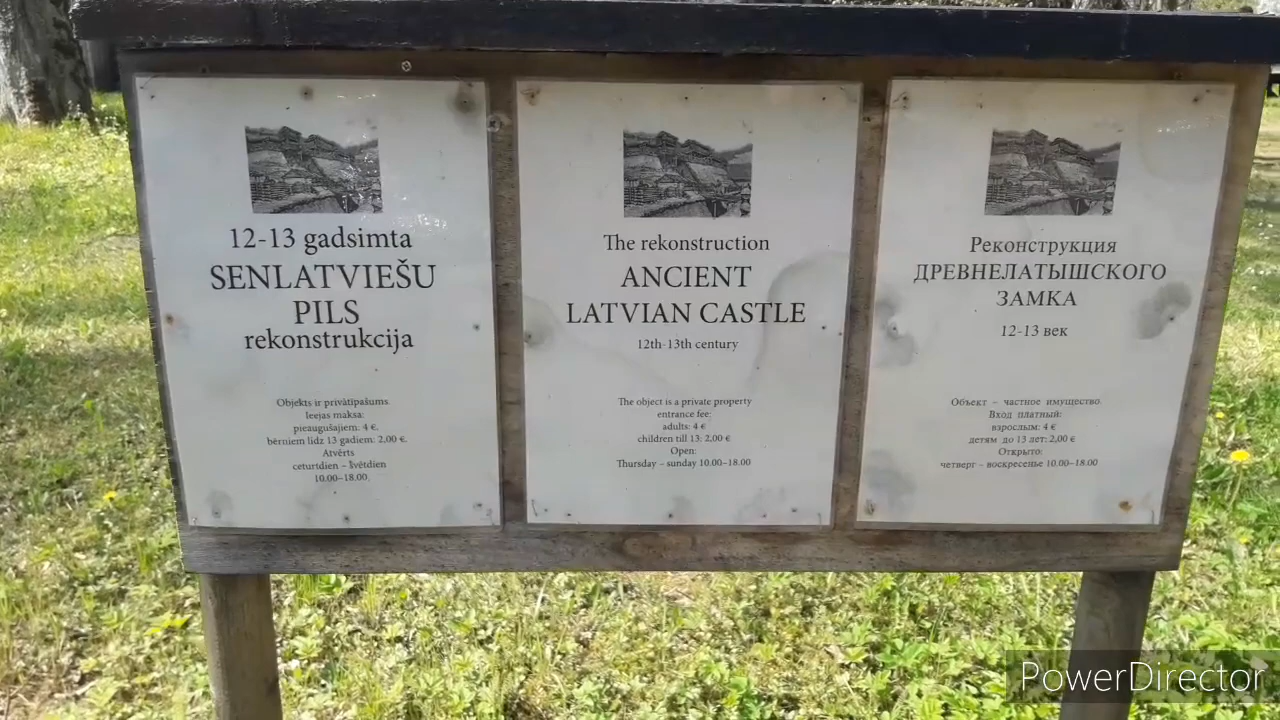 12-13 gadsimta
SENLATVIEŠU
PILS
rekonstrukcija
Objekts ir privātīpašums.
Ieejas maksa:
pieaugušajiem: 4 €,
bērniem līdz 13 gadiem: 2,00 €.
Atvērts
ceturtdien – švētdien
10.00–18.00.
The rekonstruction
ANCIENT
LATVIAN CASTLE
12th-13th century
The object is a private property
entrance fee:
adults: 4 €
children till 13: 2,00 €
Open:
Thursday – sunday 10.00–18.00
Реконструкция
ДРЕВНЕЛАТЫШСКОГО
ЗАМКА
12-13 век
Объект – частное имущество.
Вход платный:
взрослым: 4 €
детям до 13 лет: 2,00 €
Открыто:
четверг – воскресенье 10.00–18.00
PowerDirector